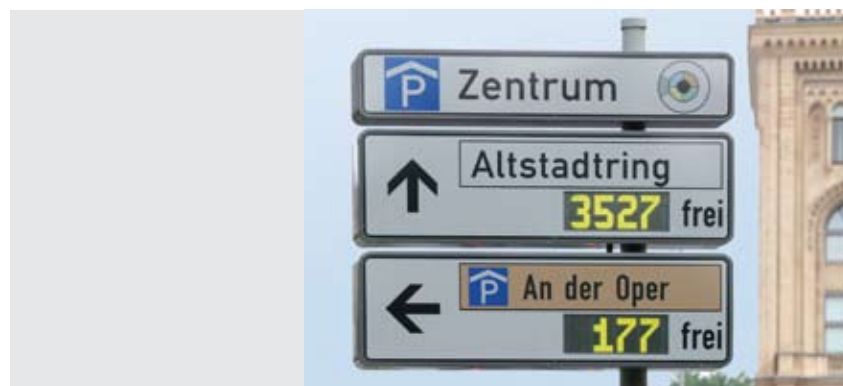 P Zentrum
Altstadtring
3527 frei
P An der Oper
177 frei